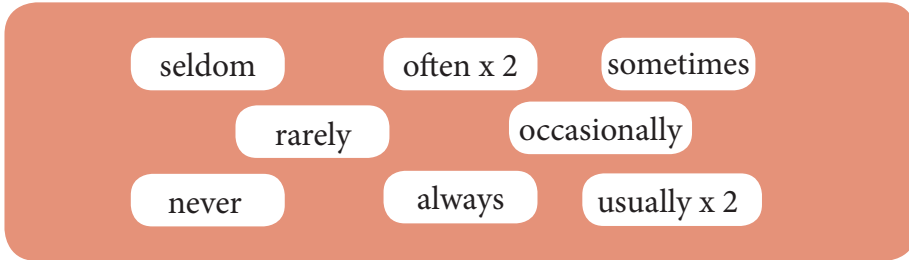 seldom
often x 2
sometimes
rarely
occasionally
never
always
usually x 2